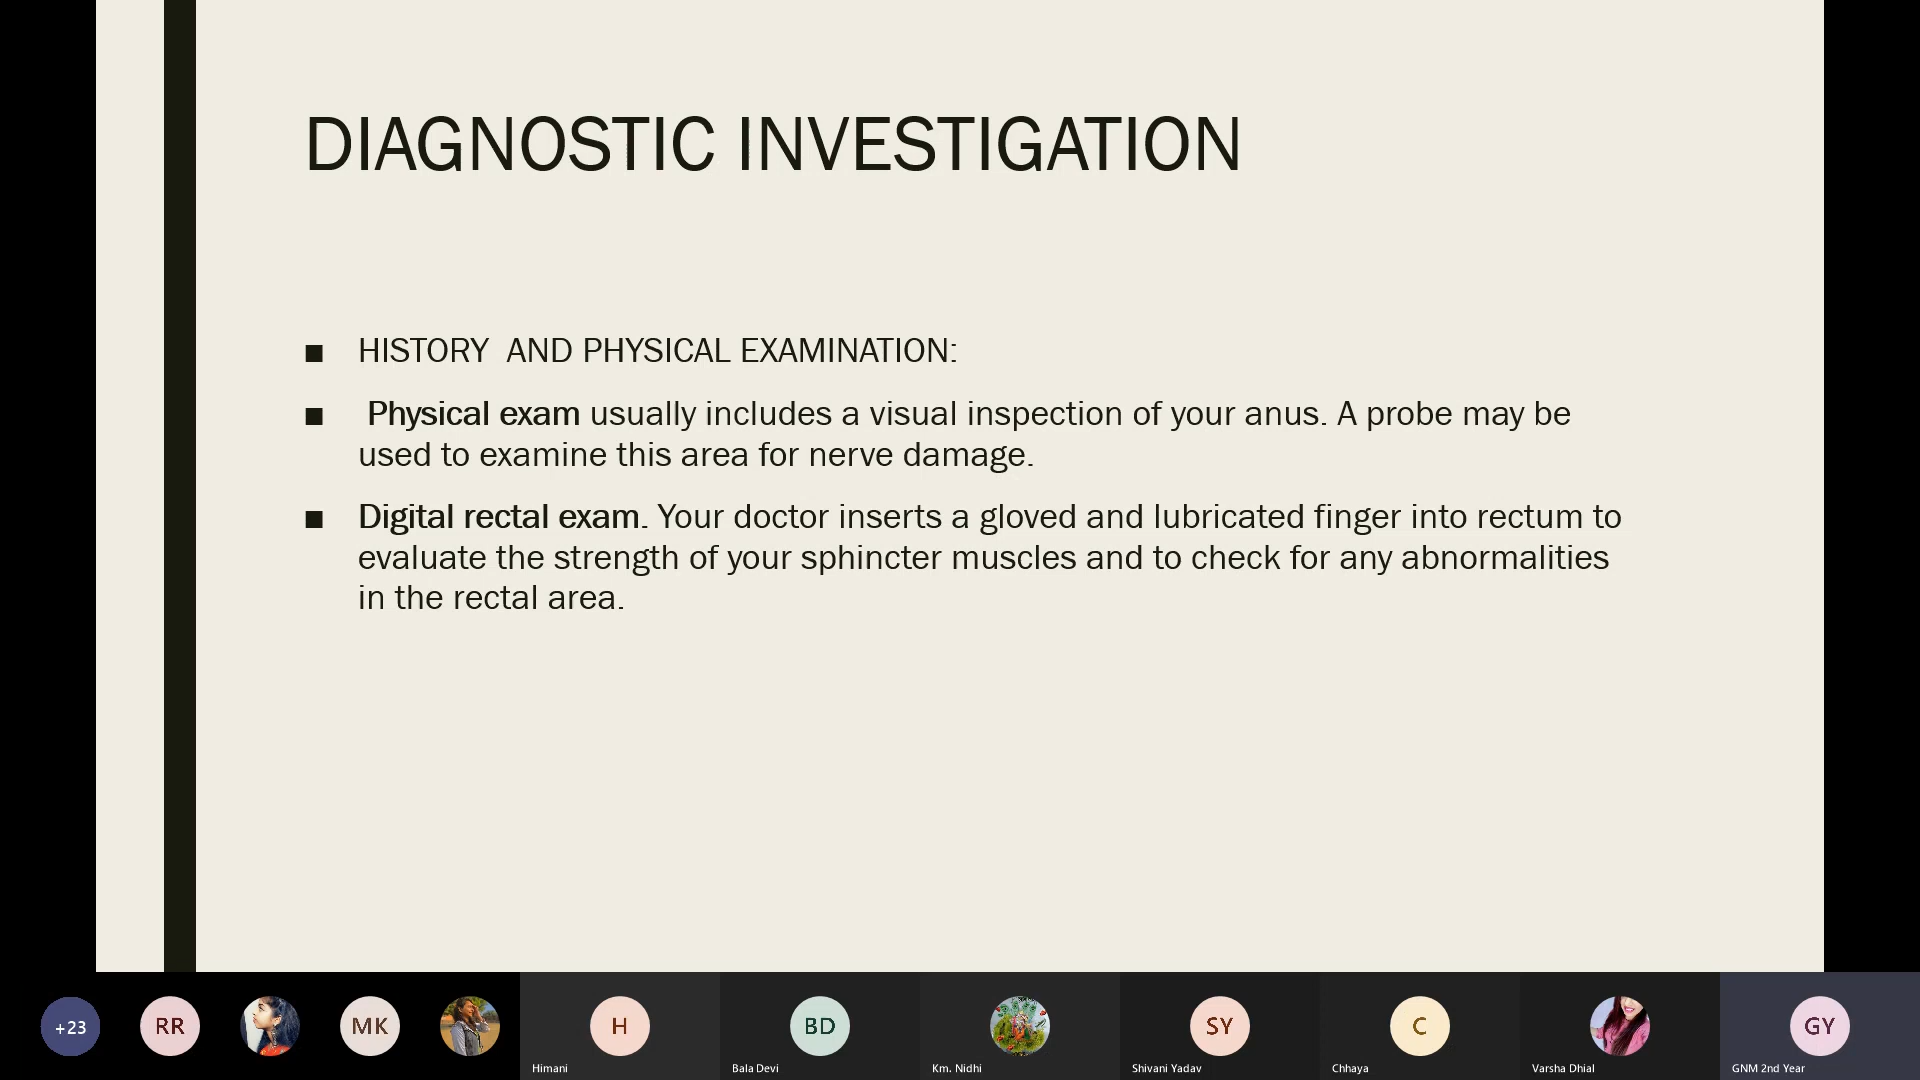 DIAGNOSTIC INVESTIGATION
■ HISTORY  AND PHYSICAL EXAMINATION:
■ Physical exam usually includes a visual inspection of your anus. A probe may be
used to examine this area for nerve damage.
■ Digital rectal exam. Your doctor inserts a gloved and lubricated finger into rectum to
evaluate the strength of your sphincter muscles and to check for any abnormalities
in the rectal area.
+23 RR MK H BD SY C GY
Himani Bala Devi Km. Nidhi Shivani Yadav Chhaya Varsha Dhial GNM 2nd Year